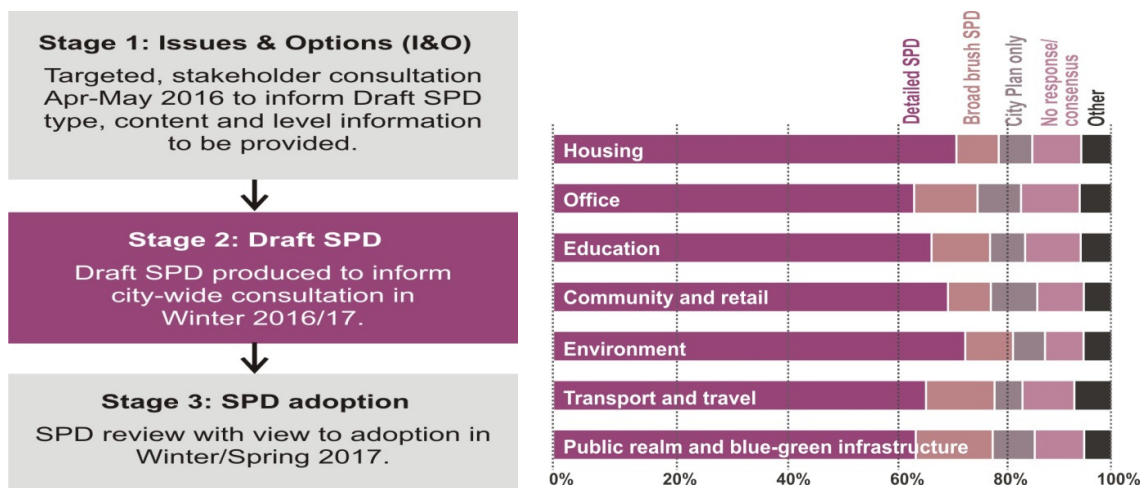 Stage 1: Issues & Options (I&O)
Targeted, stakeholder consultation
Apr-May 2016 to inform Draft SPD
type, content and level information
to be provided.
Stage 2: Draft SPD
Draft SPD produced to inform
city-wide consultation in
Winter 2016/17.
Stage 3: SPD adoption
SPD review with view to adoption in
Winter/Spring 2017.
Detailed SPD
Broad brush SPD
City Plan only
No response/
consensus
Other
Housing
Office
Education
Community and retail
Environment
Transport and travel
Public realm and blue-green infrastructure
0% 20% 40% 60% 80% 100%